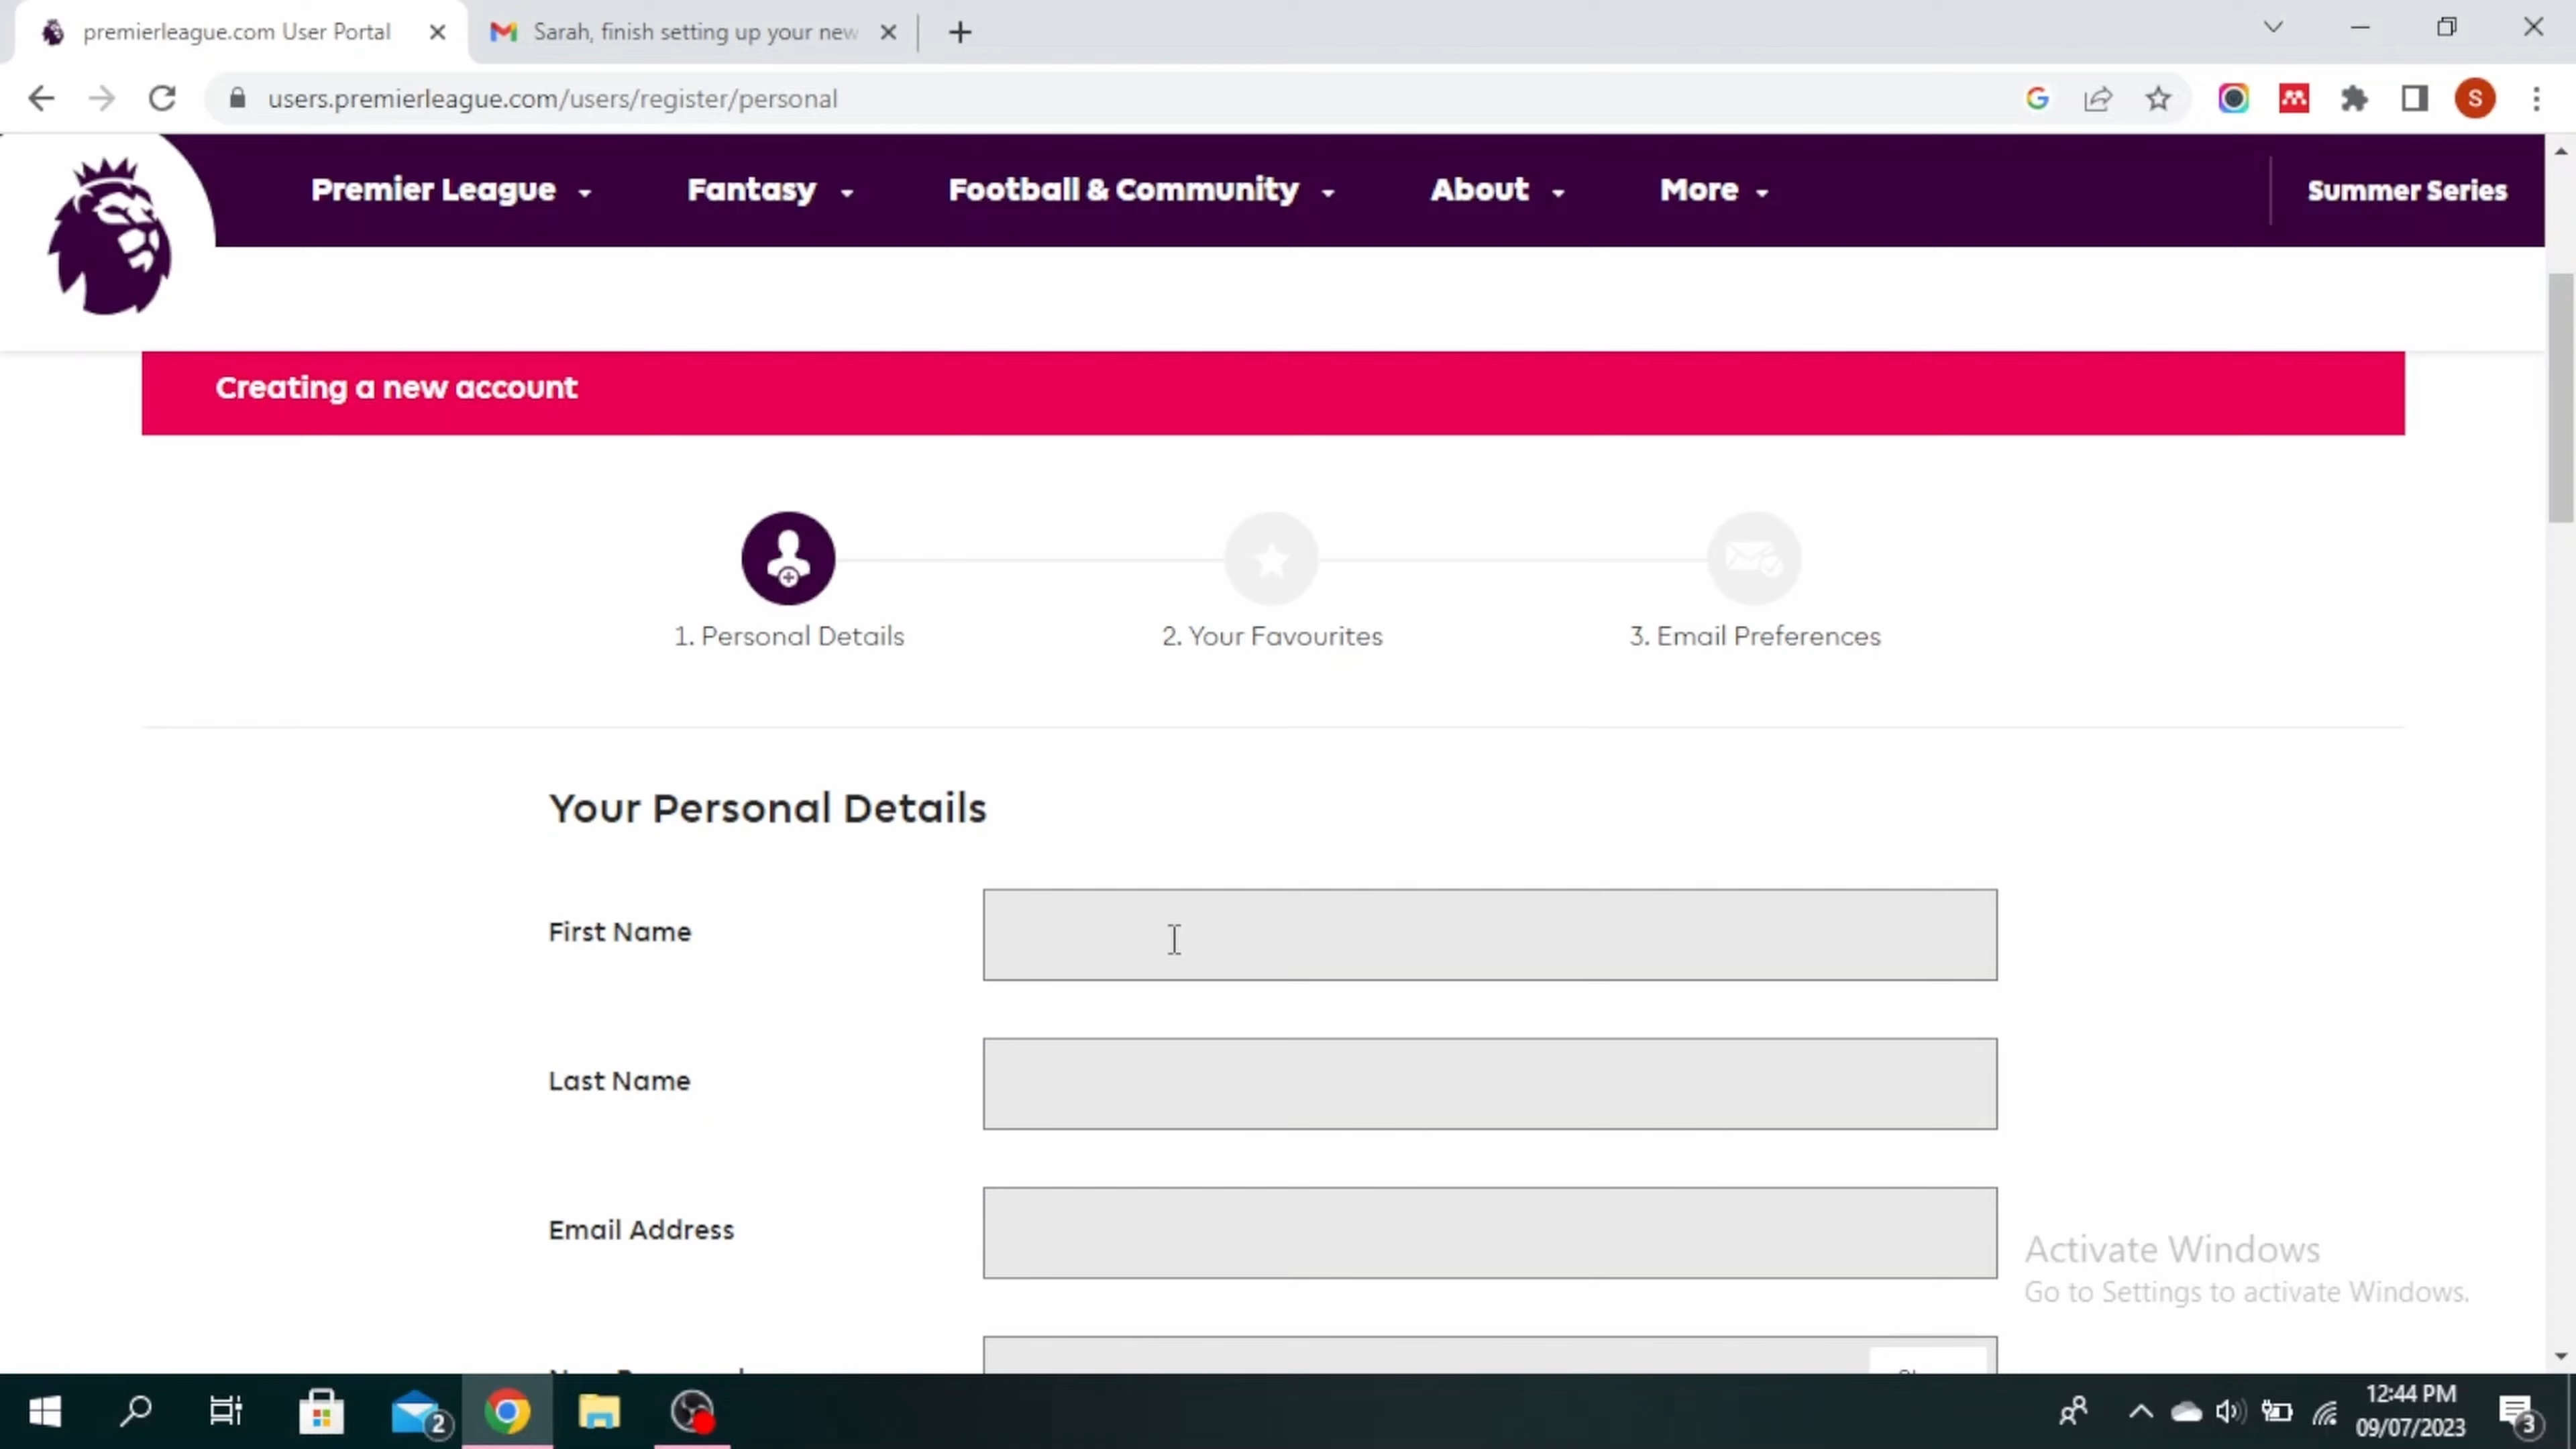 premierleague.com User Portal
Sarah, finish setting up your new
users.premierleague.com/users/register/personal
G
S
Premier League
Fantasy
Football & Community
About
More
Summer Series
Creating a new account
1. Personal Details
2. Your Favourites
3. Email Preferences
Your Personal Details
First Name
Last Name
Email Address
Activate Windows
Go to Settings to activate Windows.
2
12:44 PM
09/07/2023
3